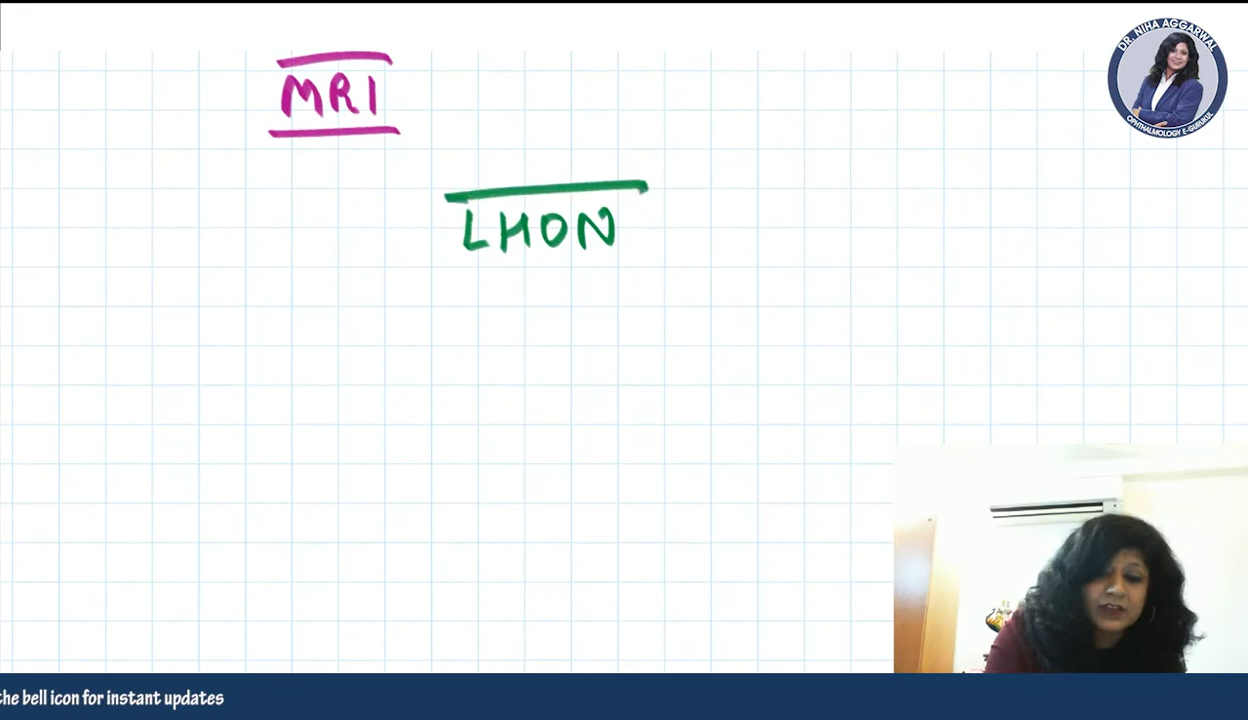 DR. NIHA AGGARWAL
OPHTHALMOLOGY E-GURUKUL
MRI
LHON
the bell icon for instant updates